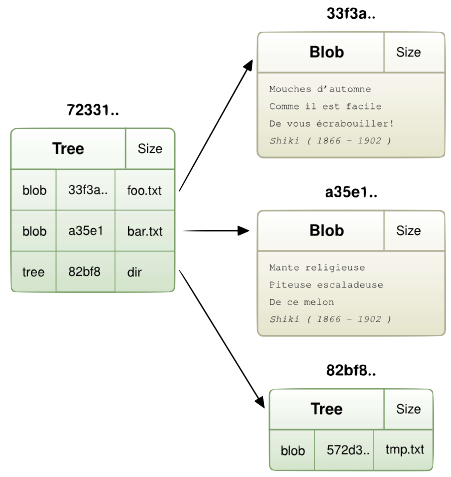 33f3a..
Blob Size
Mouches d'automne
Comme il est facile
De vous écrabouiller!
Shiki ( 1866 - 1902 )
72331..
Tree Size
blob 33f3a.. foo.txt
blob a35e1 bar.txt
tree 82bf8 dir
a35e1..
Blob Size
Mante religieuse
Piteuse escaladeuse
De ce melon
Shiki ( 1866 - 1902 )
82bf8..
Tree Size
blob 572d3.. tmp.txt